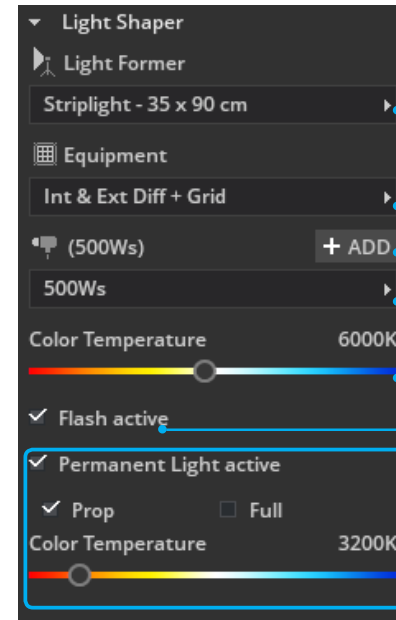 Light Shaper
Light Former
Striplight - 35 x 90 cm
Equipment
Int & Ext Diff + Grid
(500Ws) + ADD
500Ws
Color Temperature 6000K
Flash active
Permanent Light active
Prop Full
Color Temperature 3200K